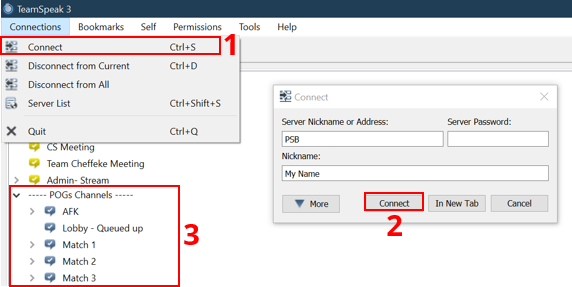 TeamSpeak 3
Connections Bookmarks Self Permissions Tools Help
Connect Ctrl+S
1
Disconnect from Current Ctrl+D
Disconnect from All
Server List Ctrl+Shift+S
Quit Ctrl+Q
CS Meeting
Team Cheffeke Meeting
Admin- Stream
----- POGs Channels -----
AFK
Lobby - Queued up
Match 1
Match 2
Match 3
3
Connect
Server Nickname or Address: Server Password:
PSB
Nickname:
My Name
More Connect In New Tab Cancel
2